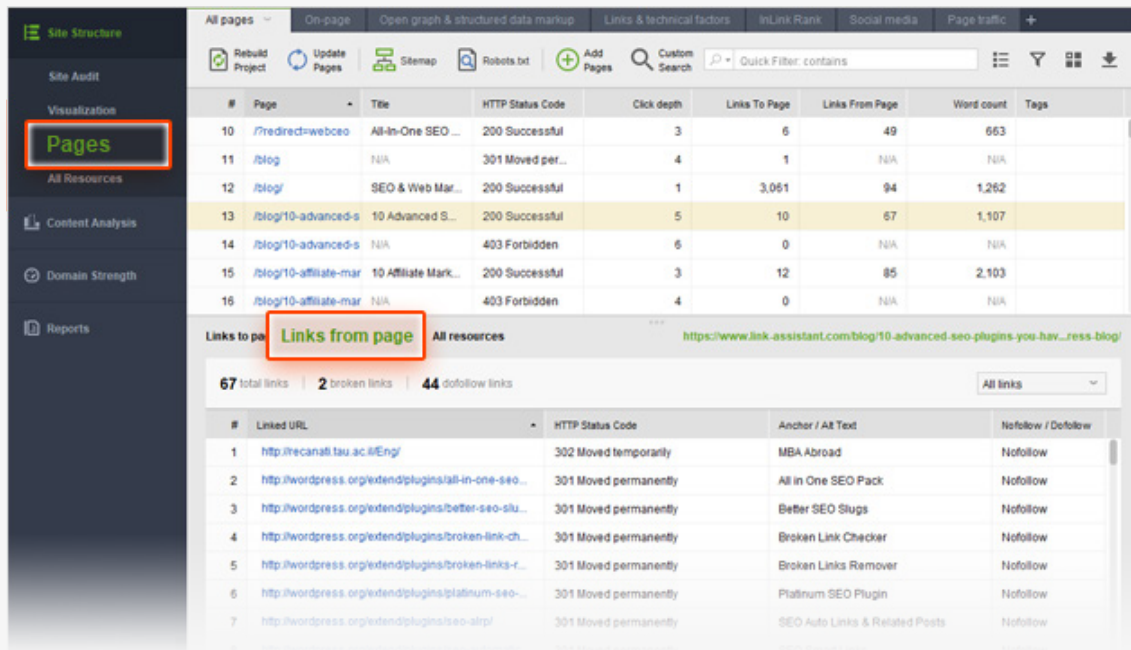 Site Structure
Site Audit
Visualization
Pages
All Resources
Content Analysis
Domain Strength
Reports
All pages On-page Open graph & structured data markup Links & technical factors InLink Rank Social media Page traffic +
Rebuild Project Update Pages Sitemap Robots.txt Add Pages Custom Search Quick Filter: contains
# Page Title HTTP Status Code Click depth Links To Page Links From Page Word count Tags
10 /?redirect=webceo All-In-One SEO ... 200 Successful 3 6 49 663
11 /blog N/A 301 Moved per... 4 1 N/A N/A
12 /blog/ SEO & Web Mar... 200 Successful 1 3,061 94 1,262
13 /blog/10-advanced-s 10 Advanced S... 200 Successful 5 10 67 1,107
14 /blog/10-advanced-s N/A 403 Forbidden 6 0 N/A N/A
15 /blog/10-affiliate-mar 10 Affiliate Mark... 200 Successful 3 12 85 2,103
16 /blog/10-affiliate-mar N/A 403 Forbidden 4 0 N/A N/A
Links to pa Links from page All resources https://www.link-assistant.com/blog/10-advanced-seo-plugins-you-hav...ress-blog/
67 total links 2 broken links 44 dofollow links All links
# Linked URL HTTP Status Code Anchor / Alt Text Nofollow / Dofollow
1 http://recanati.tau.ac.il/Eng/ 302 Moved temporarily MBA Abroad Nofollow
2 http://wordpress.org/extend/plugins/all-in-one-seo... 301 Moved permanently All in One SEO Pack Nofollow
3 http://wordpress.org/extend/plugins/better-seo-slu... 301 Moved permanently Better SEO Slugs Nofollow
4 http://wordpress.org/extend/plugins/broken-link-ch... 301 Moved permanently Broken Link Checker Nofollow
5 http://wordpress.org/extend/plugins/broken-links-r... 301 Moved permanently Broken Links Remover Nofollow
6 http://wordpress.org/extend/plugins/platinum-seo-... 301 Moved permanently Platinum SEO Plugin Nofollow
7 http://wordpress.org/extend/plugins/seo-alrp/ 301 Moved permanently SEO Auto Links & Related Posts Nofollow